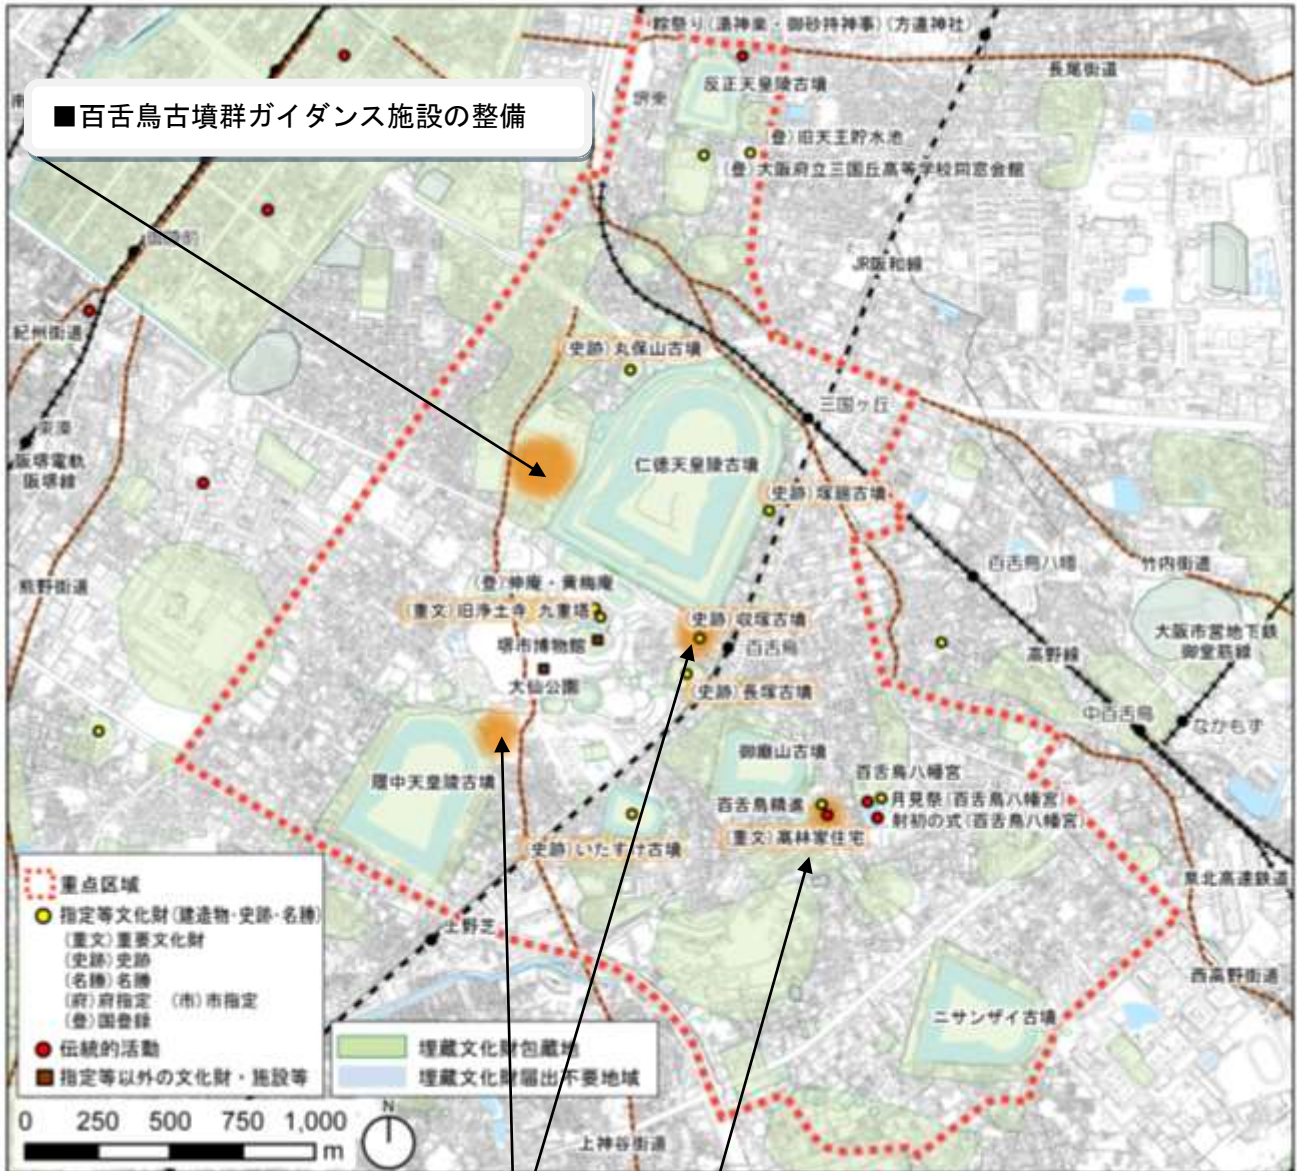 粽祭り(湯神楽・御砂持神事)(方違神社)
長尾街道
堺東
反正天皇陵古墳
■百舌鳥古墳群ガイダンス施設の整備
(登)旧天王貯水池
(登)大阪府立三国丘高等学校同窓会館
御陵前
JR阪和線
紀州街道
(史跡)丸保山古墳
三国ヶ丘
東湊
阪堺電軌
阪堺線
仁徳天皇陵古墳
(史跡)塚廻古墳
百舌鳥八幡
竹内街道
熊野街道
(登)伸庵・黄梅庵
(重文)旧浄土寺 九重塔
(史跡)収塚古墳
大阪市営地下鉄
御堂筋線
堺市博物館
百舌鳥
高野線
大仙公園
(史跡)長塚古墳
中百舌鳥
なかもず
御廟山古墳
履中天皇陵古墳
百舌鳥八幡宮
百舌鳥精進
月見祭(百舌鳥八幡宮)
射初の式(百舌鳥八幡宮)
(重文)高林家住宅
(史跡)いたすけ古墳
泉北高速鉄道
上野芝
西高野街道
ニサンザイ古墳
重点区域
指定等文化財(建造物・史跡・名勝)
(重文)重要文化財
(史跡)史跡
(名勝)名勝
(府)府指定 (市)市指定
(登)国登録
伝統的活動
指定等以外の文化財・施設等
埋蔵文化財包蔵地
埋蔵文化財届出不要地域
0 250 500 750 1,000
m
N
上神谷街道